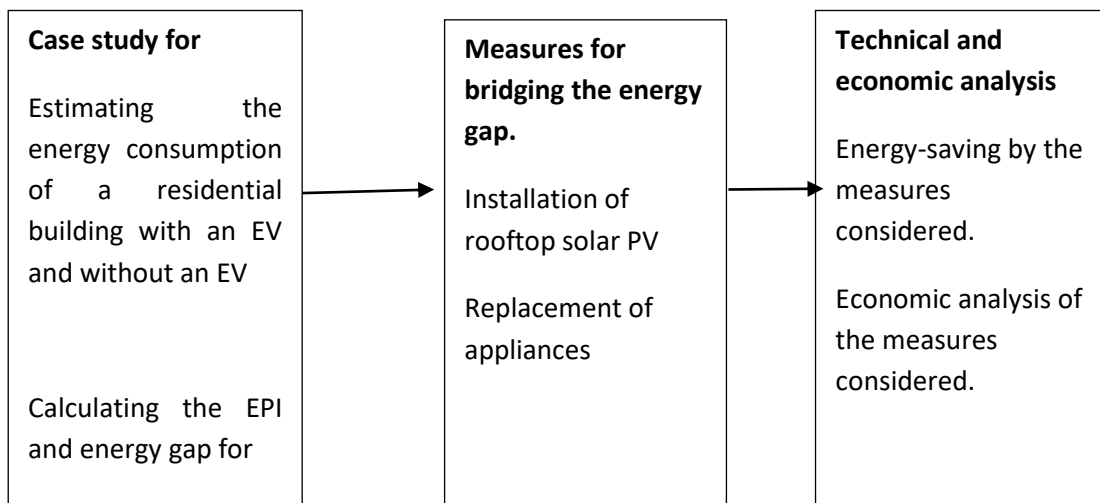 Case study for
Estimating the
energy consumption
of a residential
building with an EV
and without an EV
Calculating the EPI
and energy gap for
Measures for
bridging the energy
gap.
Installation of
rooftop solar PV
Replacement of
appliances
Technical and
economic analysis
Energy-saving by the
measures
considered.
Economic analysis of
the measures
considered.